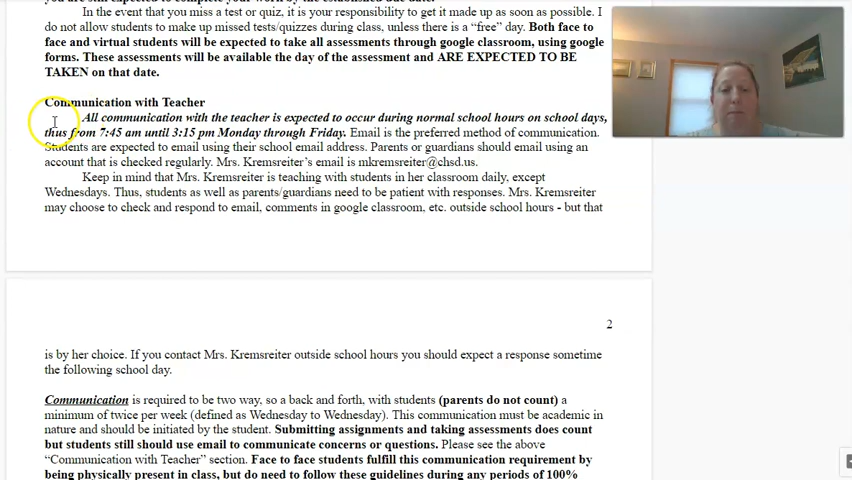 In the event that you miss a test or quiz, it is your responsibility to get it made up as soon as possible. I
do not allow students to make up missed tests/quizzes during class, unless there is a “free” day. Both face to
face and virtual students will be expected to take all assessments through google classroom, using google
forms. These assessments will be available the day of the assessment and ARE EXPECTED TO BE
TAKEN on that date.
Communication with Teacher
All communication with the teacher is expected to occur during normal school hours on school days,
thus from 7:45 am until 3:15 pm Monday through Friday. Email is the preferred method of communication.
Students are expected to email using their school email address. Parents or guardians should email using an
account that is checked regularly. Mrs. Kremsreiter’s email is mkremsreiter@chsd.us.
Keep in mind that Mrs. Kremsreiter is teaching with students in her classroom daily, except
Wednesdays. Thus, students as well as parents/guardians need to be patient with responses. Mrs. Kremsreiter
may choose to check and respond to email, comments in google classroom, etc. outside school hours - but that
2
is by her choice. If you contact Mrs. Kremsreiter outside school hours you should expect a response sometime
the following school day.
Communication is required to be two way, so a back and forth, with students (parents do not count) a
minimum of twice per week (defined as Wednesday to Wednesday). This communication must be academic in
nature and should be initiated by the student. Submitting assignments and taking assessments does count
but students still should use email to communicate concerns or questions. Please see the above
“Communication with Teacher” section. Face to face students fulfill this communication requirement by
being physically present in class, but do need to follow these guidelines during any periods of 100%